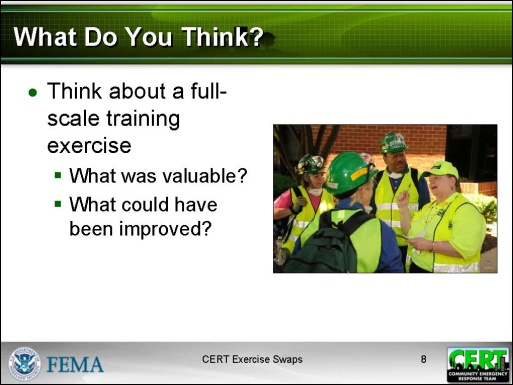 What Do You Think?
Think about a full-
scale training
exercise
What was valuable?
What could have
been improved?
FEMA
CERT Exercise Swaps
8
CERT
COMMUNITY EMERGENCY
RESPONSE TEAM